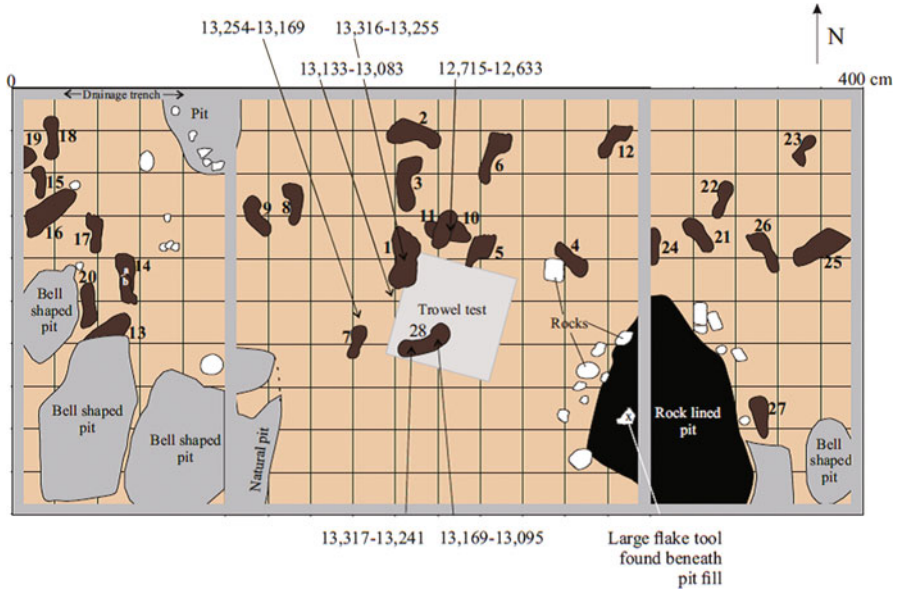 13,254-13,169
13,316-13,255
13,133-13,083
12,715-12,633
N
0
400 cm
Drainage trench
Pit
19
18
2
12
23
15
6
3
22
16
9
8
11
10
17
1
5
4
24
21
26
25
14
20
Bell
shaped
pit
Trowel test
Rocks
13
7
28
Bell shaped
pit
Bell shaped
pit
Natural pit
x
Rock lined
pit
27
Bell
shaped
pit
13,317-13,241
13,169-13,095
Large flake tool
found beneath
pit fill